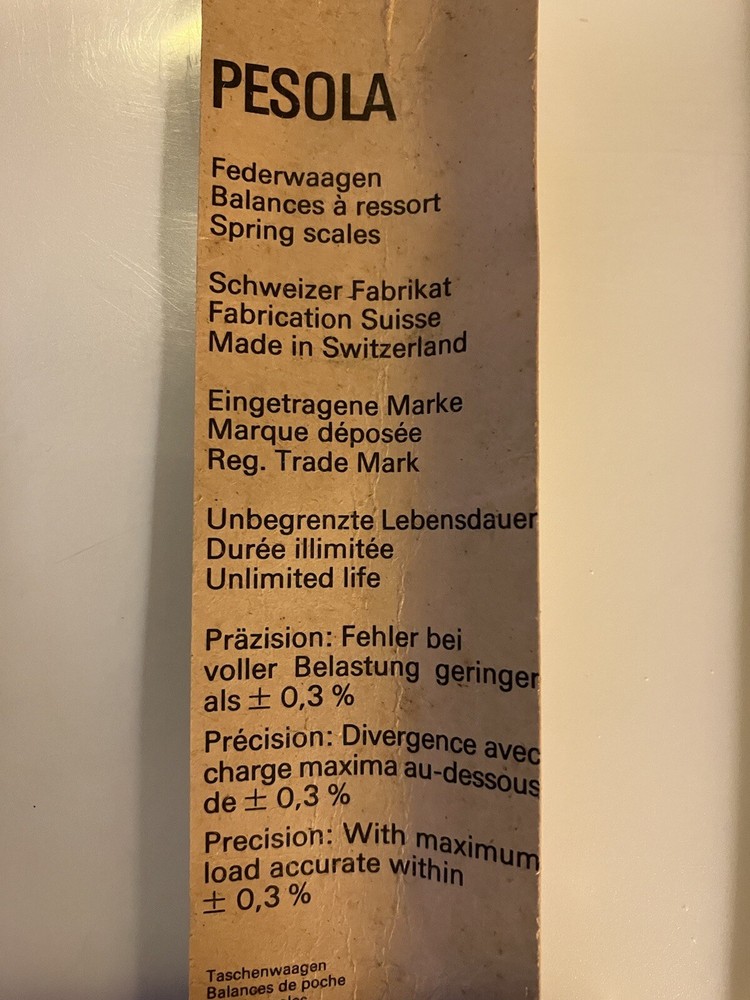 PESOLA
Federwaagen
Balances à ressort
Spring scales
Schweizer Fabrikat
Fabrication Suisse
Made in Switzerland
Eingetragene Marke
Marque déposée
Reg. Trade Mark
Unbegrenzte Lebensdauer
Durée illimitée
Unlimited life
Präzision: Fehler bei
voller Belastung geringer
als ± 0,3 %
Précision: Divergence avec
charge maxima au-dessous
de ± 0,3 %
Precision: With maximum
load accurate within
± 0,3 %
Taschenwaagen
Balances de poche